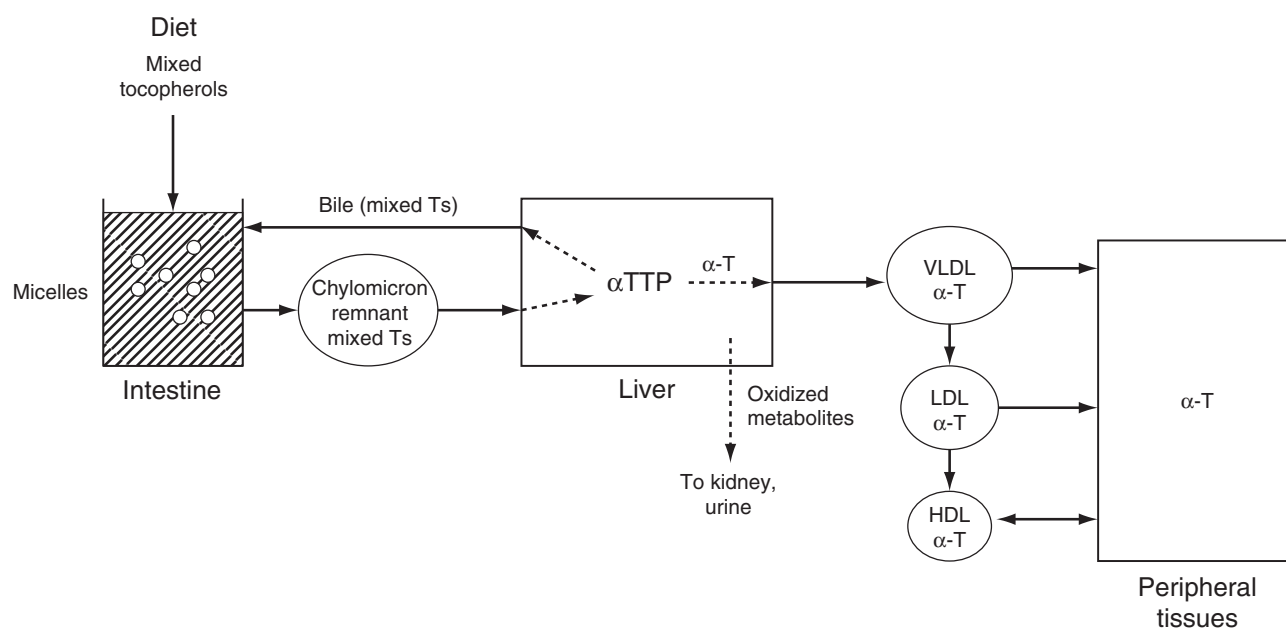 Diet
Mixed
tocopherols
Micelles
Intestine
Bile (mixed Ts)
Chylomicron
remnant
mixed Ts
αTTP
α-T
Liver
Oxidized
metabolites
To kidney,
urine
VLDL
α-T
LDL
α-T
HDL
α-T
α-T
Peripheral
tissues